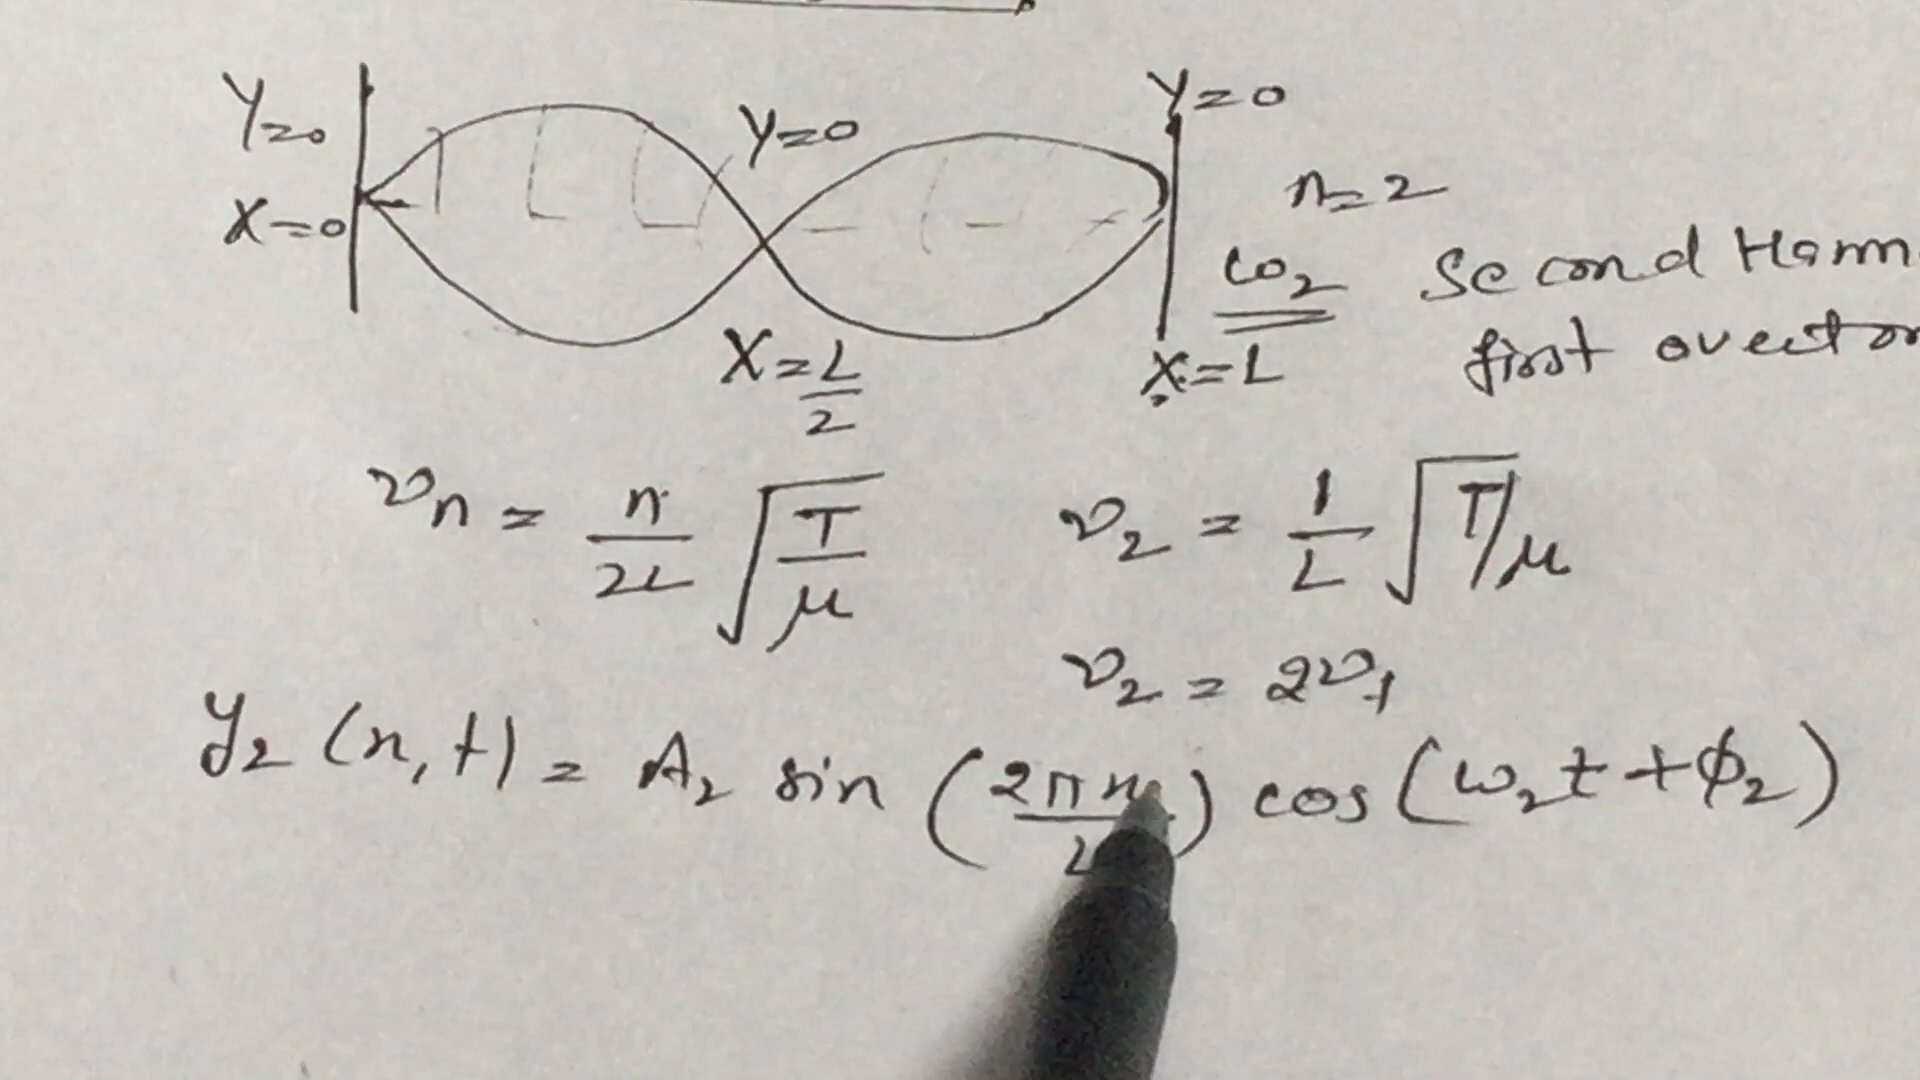 Y=0 Y=0 Y=0
X=0 n=2
ω₂ Second Harm
X=L/2 X=L first overton
νn = n/2L √(T/μ) ν₂ = 1/L √(T/μ)
ν₂ = 2ν₁
y₂(x,t) = A₂ sin (2πx/L) cos(ω₂t + φ₂)